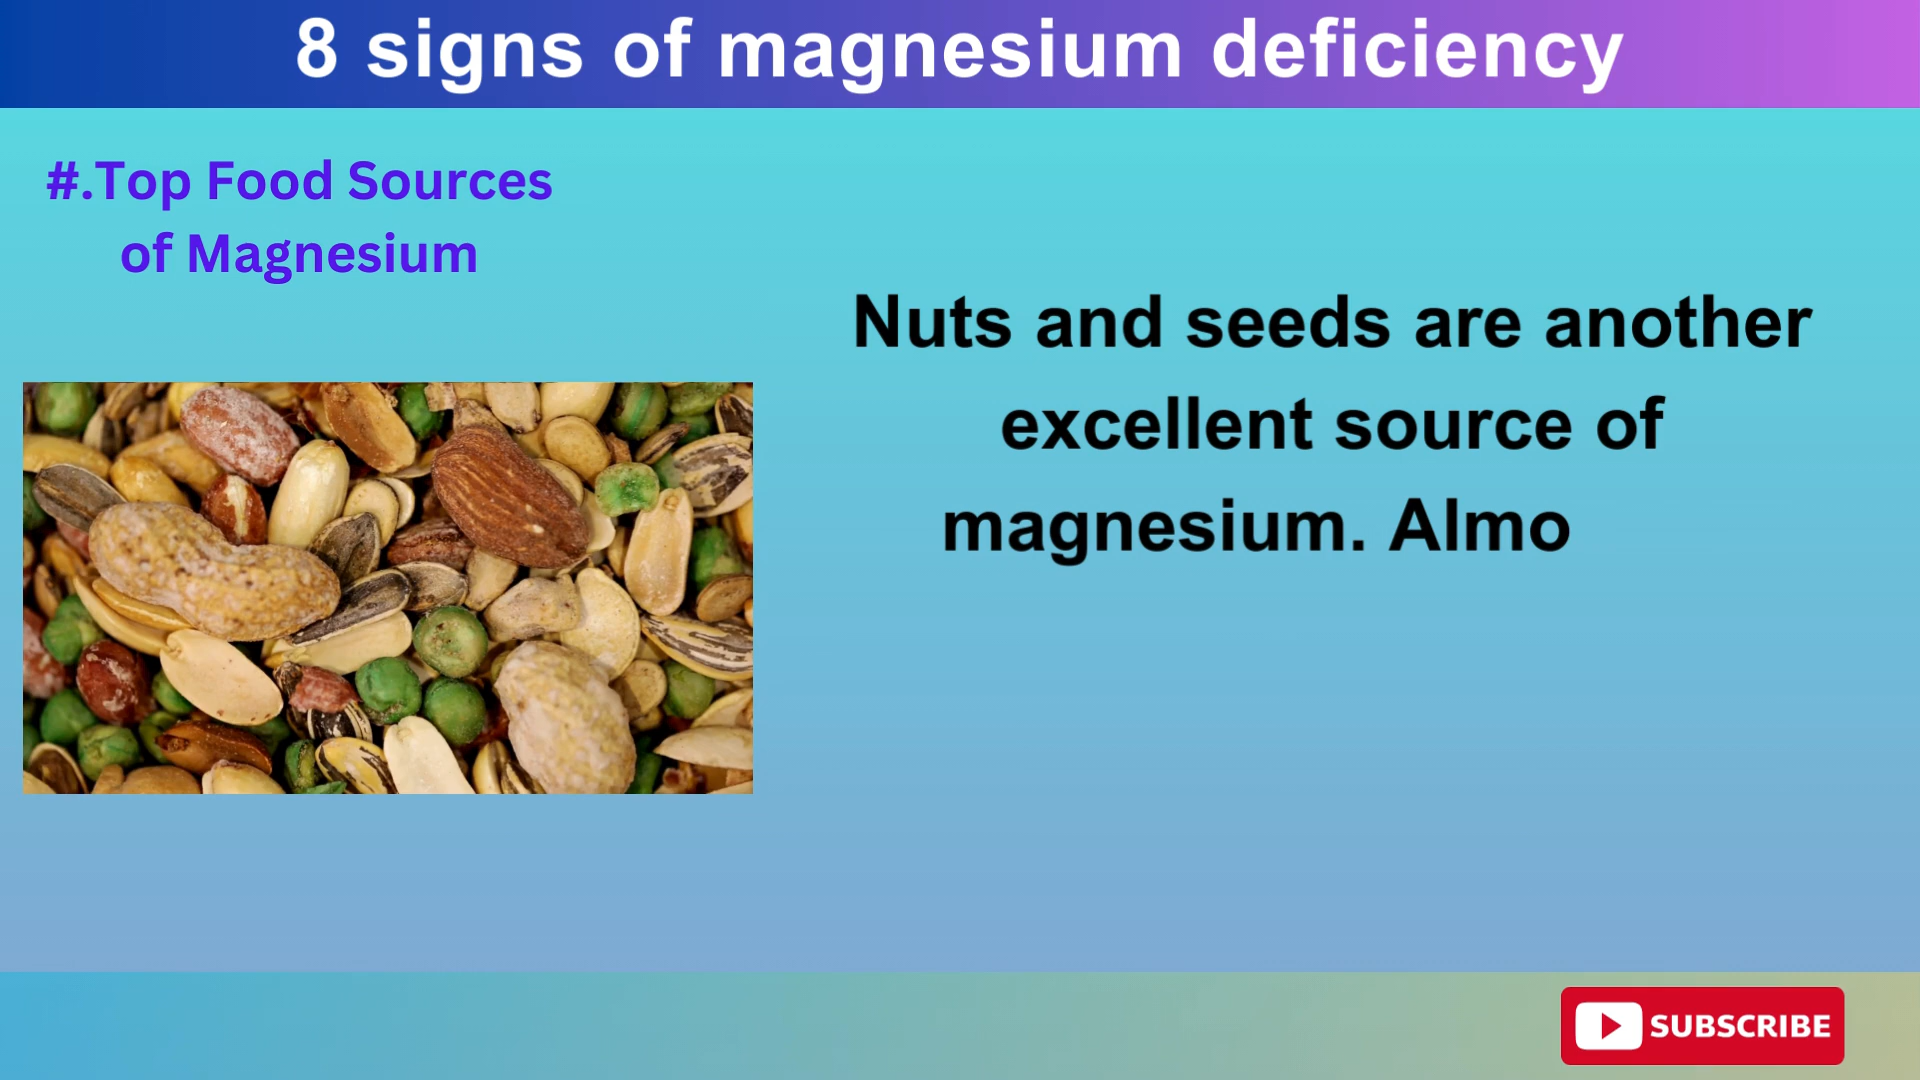 8 signs of magnesium deficiency
#.Top Food Sources
of Magnesium
Nuts and seeds are another
excellent source of
magnesium. Almo
SUBSCRIBE